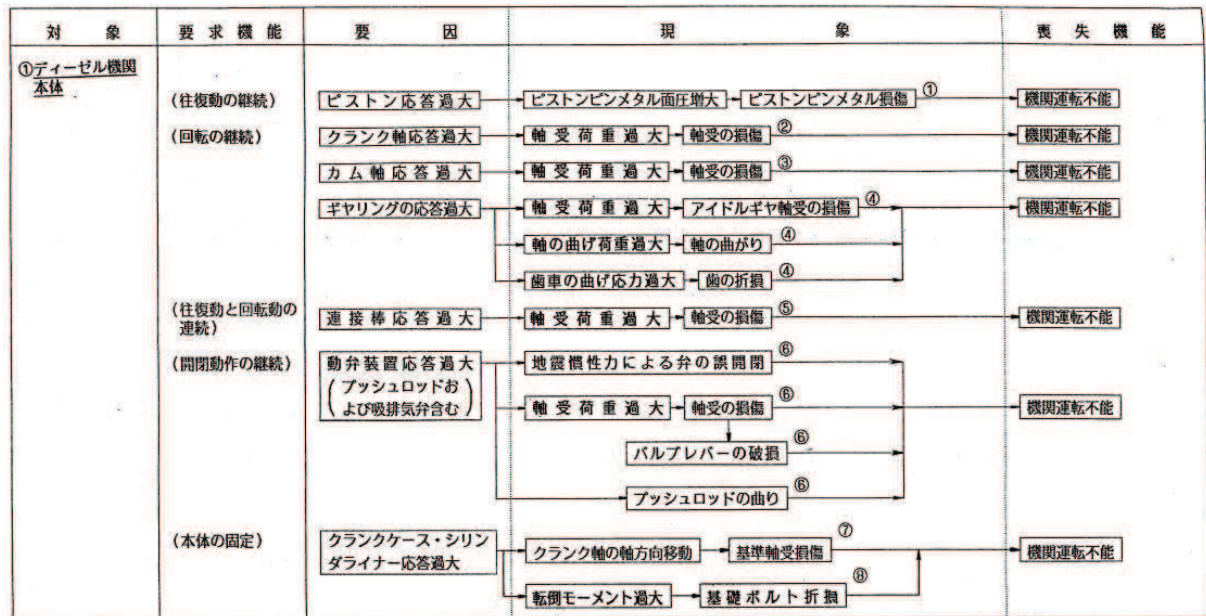 対象 要求機能 要因 現象 喪失機能
①ディーゼル機関
本体
(往復動の継続) ピストン応答過大 ピストンピンメタル面圧増大 ピストンピンメタル損傷 ① 機関運転不能
(回転の継続) クランク軸応答過大 軸受荷重過大 軸受の損傷 ② 機関運転不能
カム軸応答過大 軸受荷重過大 軸受の損傷 ③ 機関運転不能
ギヤリングの応答過大 軸受荷重過大 アイドルギヤ軸受の損傷 ④ 機関運転不能
軸の曲げ荷重過大 軸の曲がり ④
歯車の曲げ応力過大 歯の折損 ④
(往復動と回転動の
連続) 連接棒応答過大 軸受荷重過大 軸受の損傷 ⑤ 機関運転不能
(開閉動作の継続) 動弁装置応答過大 地震慣性力による弁の誤開閉 ⑥
(プッシュロッドお
よび吸排気弁含む) 軸受荷重過大 軸受の損傷 ⑥ 機関運転不能
バルブレバーの破損 ⑥
プッシュロッドの曲り ⑥
(本体の固定) クランクケース・シリン
ダライナー応答過大 クランク軸の軸方向移動 基準軸受損傷 ⑦ 機関運転不能
転倒モーメント過大 基礎ボルト折損 ⑧